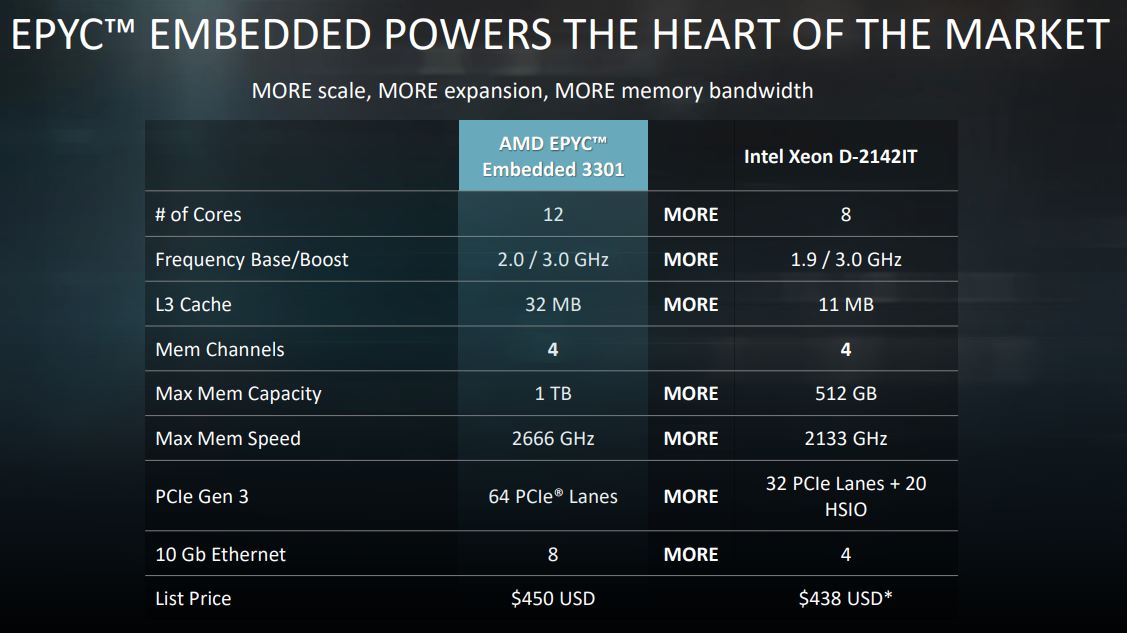 EPYC™ EMBEDDED POWERS THE HEART OF THE MARKET
MORE scale, MORE expansion, MORE memory bandwidth
AMD EPYC™
Embedded 3301
Intel Xeon D-2142IT
# of Cores 12 MORE 8
Frequency Base/Boost 2.0 / 3.0 GHz MORE 1.9 / 3.0 GHz
L3 Cache 32 MB MORE 11 MB
Mem Channels 4 4
Max Mem Capacity 1 TB MORE 512 GB
Max Mem Speed 2666 GHz MORE 2133 GHz
PCIe Gen 3 64 PCIe® Lanes MORE 32 PCIe Lanes + 20
HSIO
10 Gb Ethernet 8 MORE 4
List Price $450 USD $438 USD*